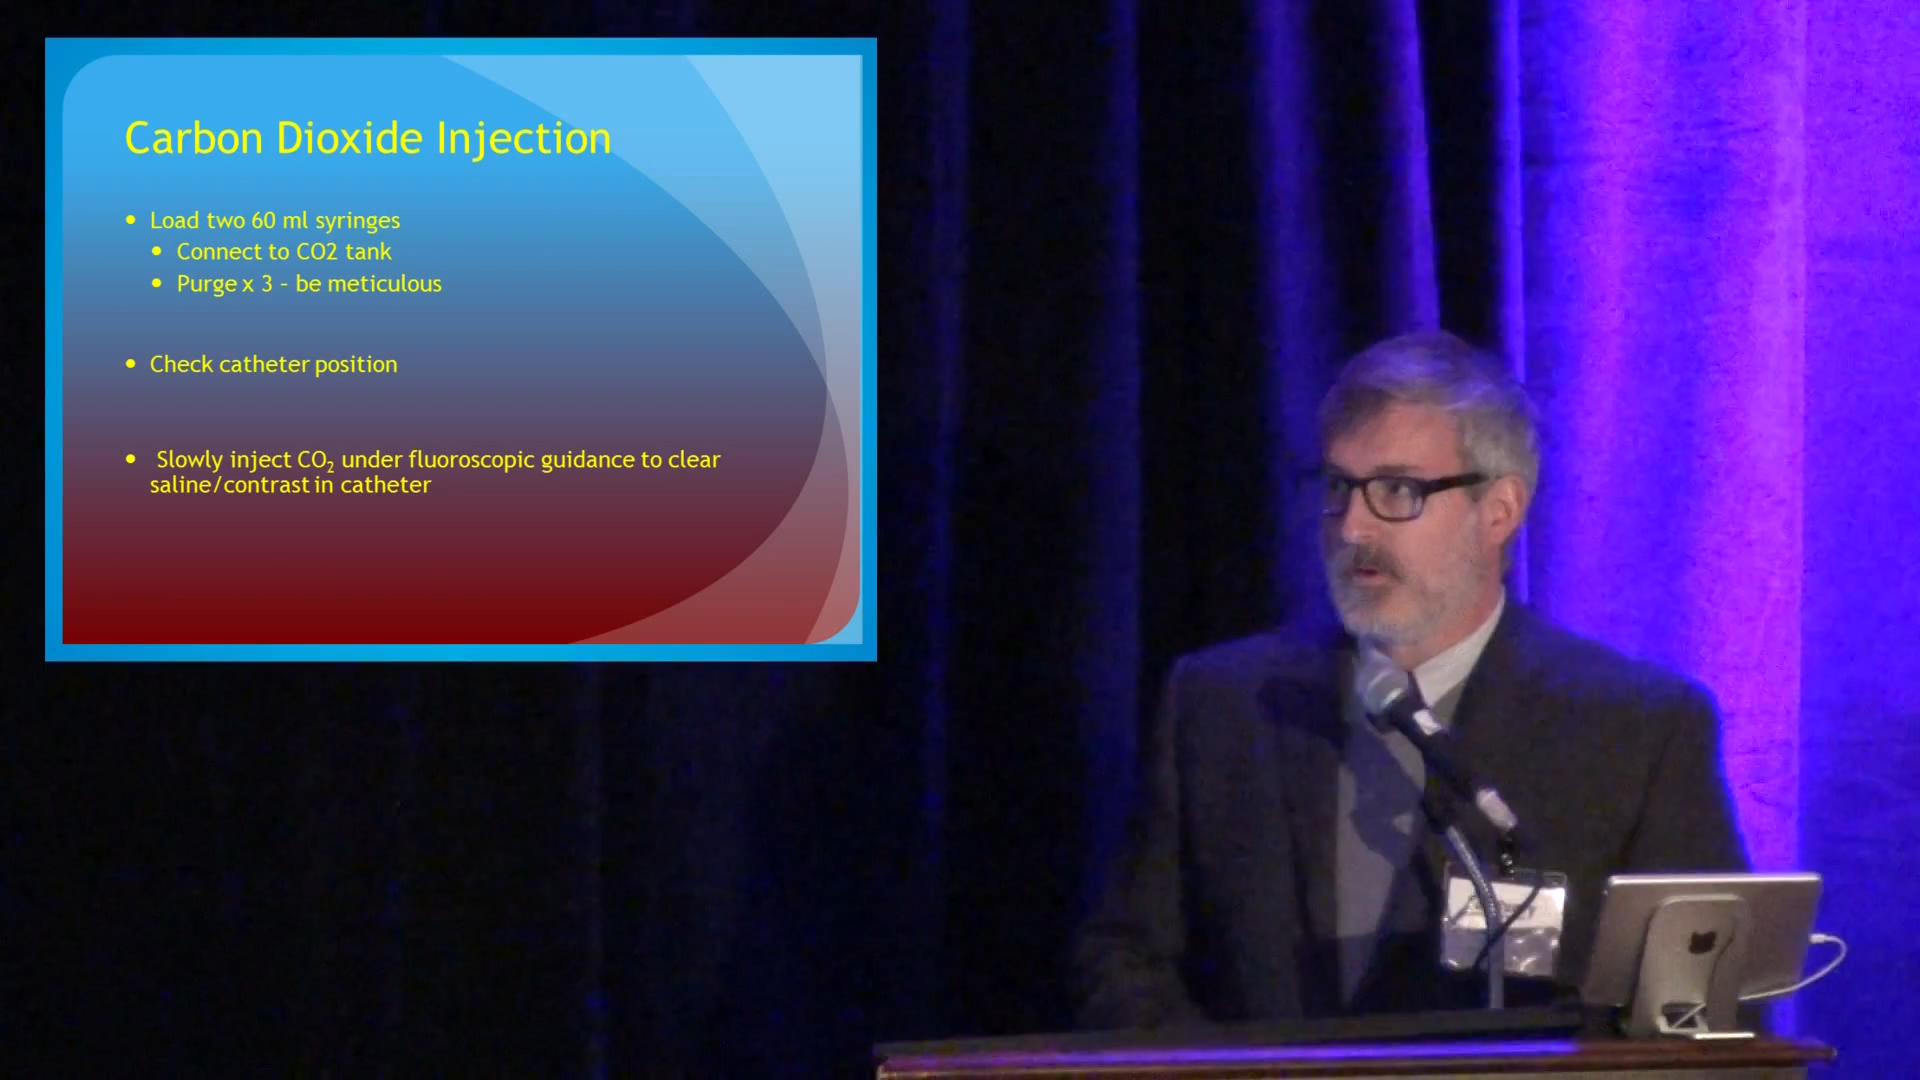 Carbon Dioxide Injection
• Load two 60 ml syringes
• Connect to CO2 tank
• Purge x 3 – be meticulous
• Check catheter position
• Slowly inject CO₂ under fluoroscopic guidance to clear
saline/contrast in catheter